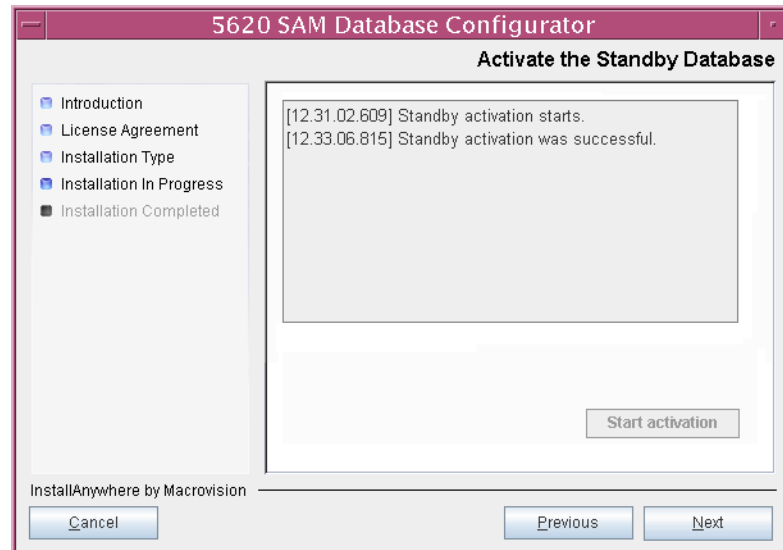 5620 SAM Database Configurator
Activate the Standby Database
Introduction
License Agreement
Installation Type
Installation In Progress
Installation Completed
[12.31.02.609] Standby activation starts.
[12.33.06.815] Standby activation was successful.
Start activation
InstallAnywhere by Macrovision
Cancel
Previous
Next